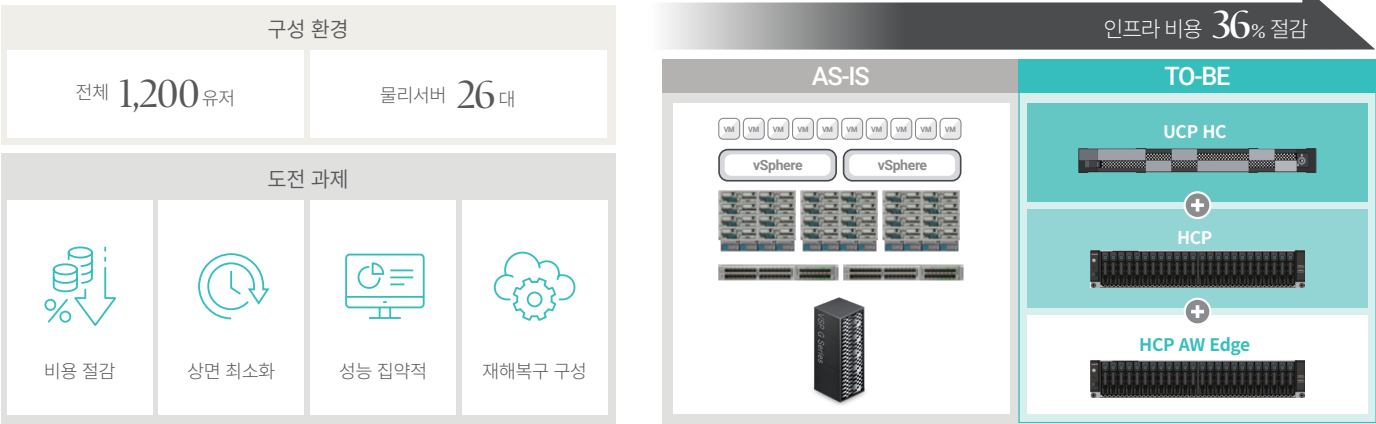 구성 환경
전체 1,200 유저
물리서버 26 대
도전 과제
비용 절감
상면 최소화
성능 집약적
재해복구 구성
인프라 비용 36% 절감
AS-IS
VM VM VM VM VM VM VM VM VM VM
vSphere vSphere
VSP G Series
TO-BE
UCP HC
HCP
HCP AW Edge